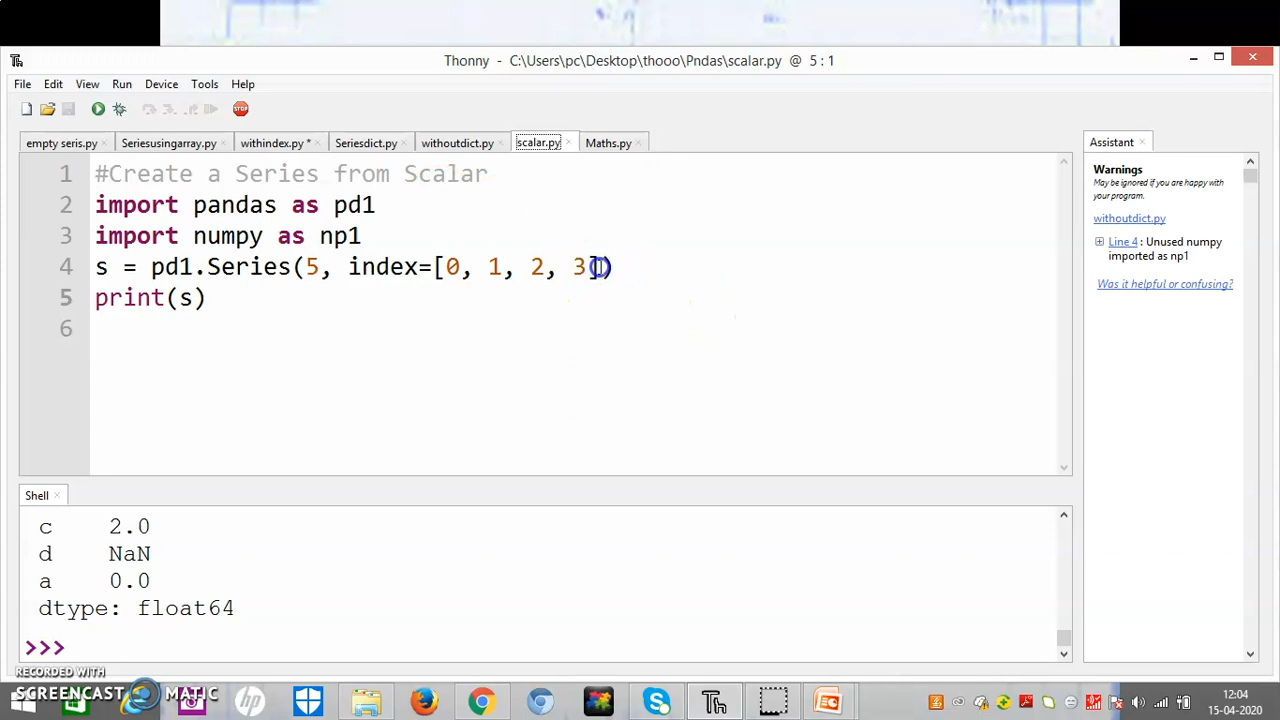 Thonny - C:\Users\pc\Desktop\thooo\Pndas\scalar.py @ 5 : 1
File Edit View Run Device Tools Help
STOP
empty seris.py Seriesusingarray.py withindex.py * Seriesdict.py withoutdict.py scalar.py Maths.py
1 #Create a Series from Scalar
2 import pandas as pd1
3 import numpy as np1
4 s = pd1.Series(5, index=[0, 1, 2, 3])
5 print(s)
6
Assistant
Warnings
May be ignored if you are happy with
your program.
withoutdict.py
Line 4 : Unused numpy
imported as np1
Was it helpful or confusing?
Shell
c 2.0
d NaN
a 0.0
dtype: float64
>>>
RECORDED WITH
SCREENCAST MATIC
12:04
15-04-2020